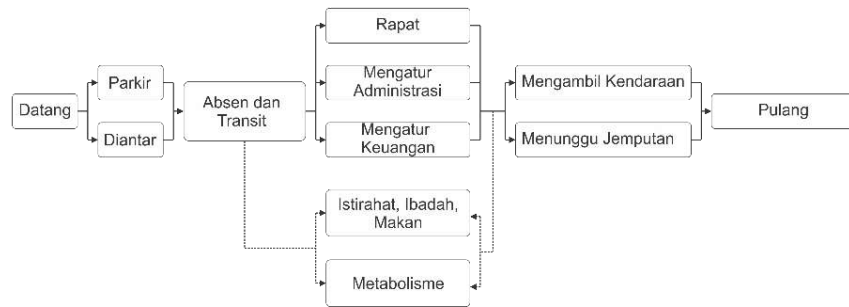 Datang
Parkir
Diantar
Absen dan
Transit
Rapat
Mengatur
Administrasi
Mengatur
Keuangan
Istirahat, Ibadah,
Makan
Metabolisme
Mengambil Kendaraan
Menunggu Jemputan
Pulang